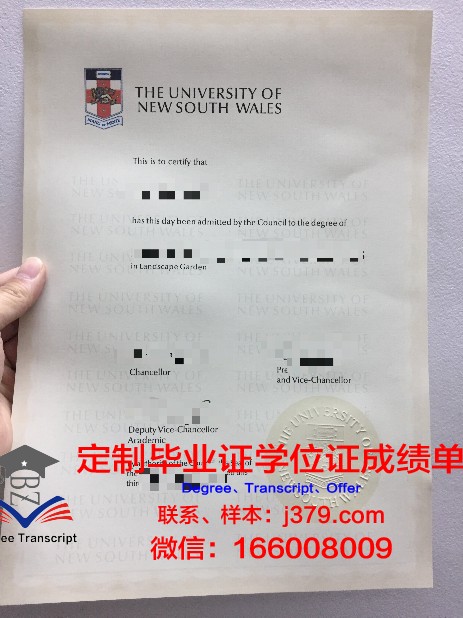 THE UNIVERSITY OF
NEW SOUTH WALES
This is to certify that
has this day been admitted by the Council to the degree of
in Landscape Garden
Chancellor
Pre
and Vice-Chancellor
Deputy Vice-Chancellor
Academic
定制毕业证学位证成绩单
Degree、Transcript、Offer
联系、样本：j379.com
微信：166008009
BZ
ee Transcript